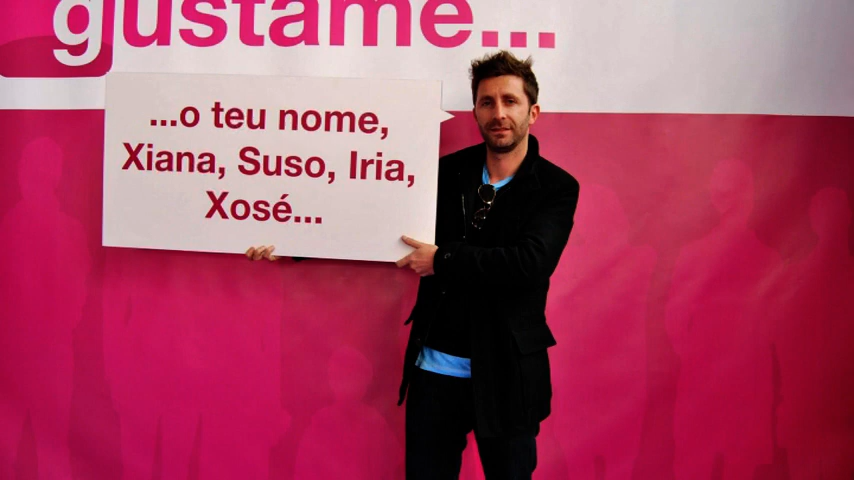 gústame...
...o teu nome,
Xiana, Suso, Iria,
Xosé...